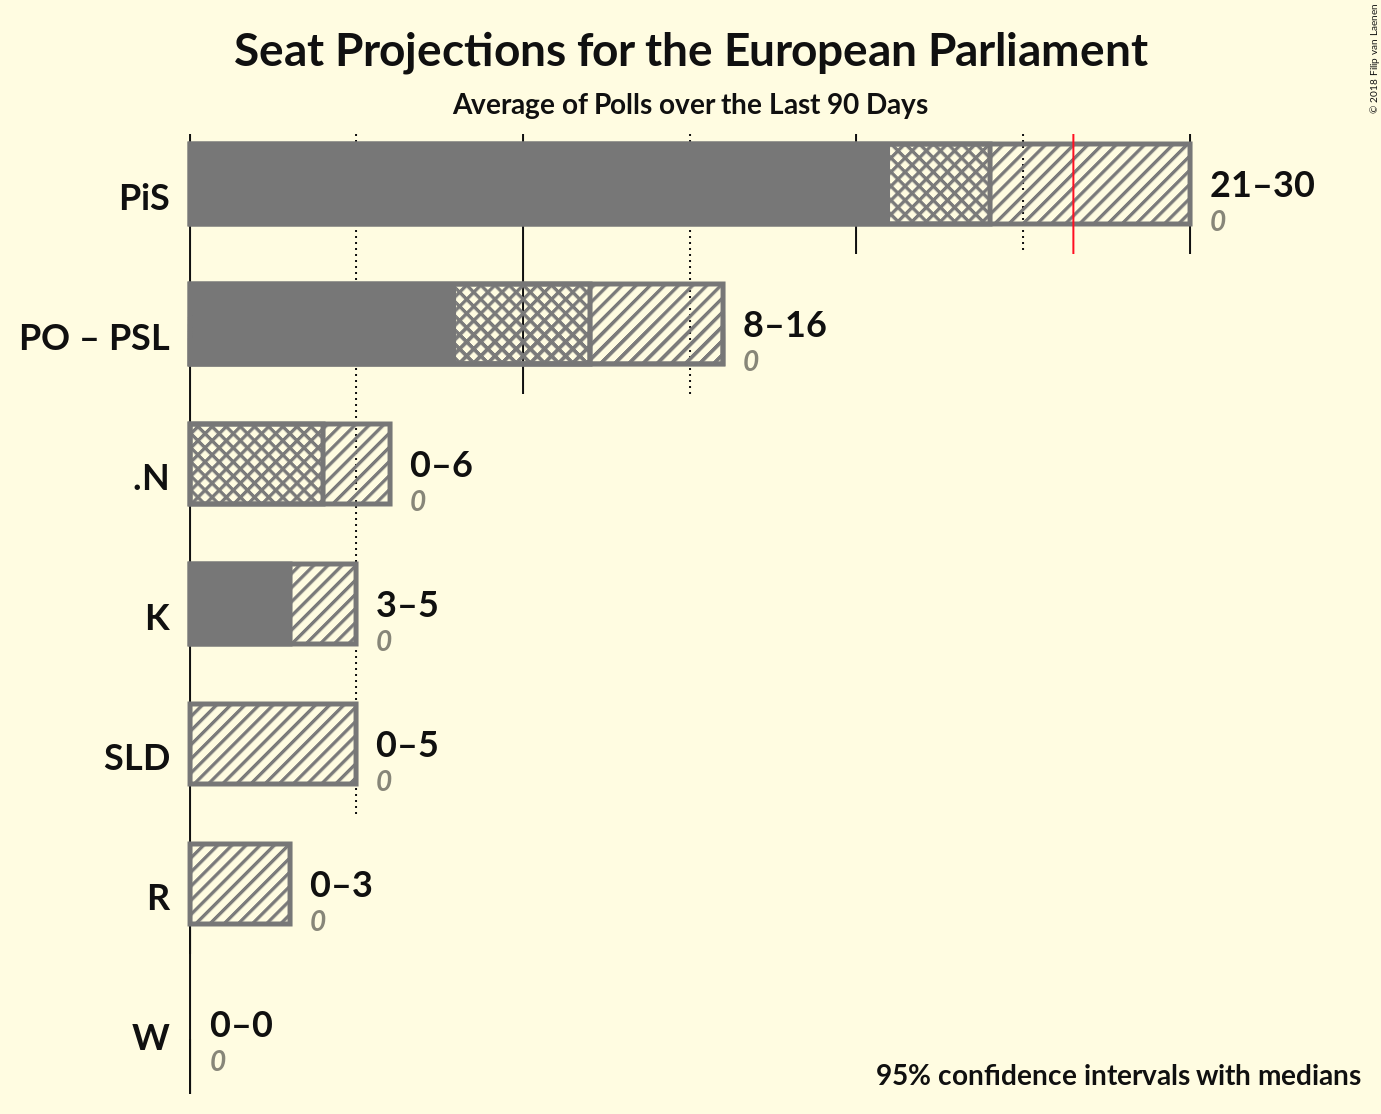 Seat Projections for the European Parliament
Average of Polls over the Last 90 Days
© 2018 Filip van Laenen
PiS
21–30
0
PO – PSL
8–16
0
.N
0–6
0
K
3–5
0
SLD
0–5
0
R
0–3
0
W
0–0
0
95% confidence intervals with medians